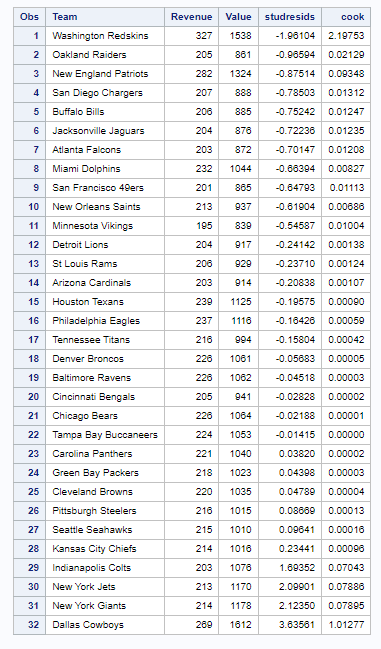 Obs Team Revenue Value studresids cook
1 Washington Redskins 327 1538 -1.96104 2.19753
2 Oakland Raiders 205 861 -0.96594 0.02129
3 New England Patriots 282 1324 -0.87514 0.09348
4 San Diego Chargers 207 888 -0.78503 0.01312
5 Buffalo Bills 206 885 -0.75242 0.01247
6 Jacksonville Jaguars 204 876 -0.72236 0.01235
7 Atlanta Falcons 203 872 -0.70147 0.01208
8 Miami Dolphins 232 1044 -0.66394 0.00827
9 San Francisco 49ers 201 865 -0.64793 0.01113
10 New Orleans Saints 213 937 -0.61904 0.00686
11 Minnesota Vikings 195 839 -0.54587 0.01004
12 Detroit Lions 204 917 -0.24142 0.00138
13 St Louis Rams 206 929 -0.23710 0.00124
14 Arizona Cardinals 203 914 -0.20838 0.00107
15 Houston Texans 239 1125 -0.19575 0.00090
16 Philadelphia Eagles 237 1116 -0.16426 0.00059
17 Tennessee Titans 216 994 -0.15804 0.00042
18 Denver Broncos 226 1061 -0.05683 0.00005
19 Baltimore Ravens 226 1062 -0.04518 0.00003
20 Cincinnati Bengals 205 941 -0.02828 0.00002
21 Chicago Bears 226 1064 -0.02188 0.00001
22 Tampa Bay Buccaneers 224 1053 -0.01415 0.00000
23 Carolina Panthers 221 1040 0.03820 0.00002
24 Green Bay Packers 218 1023 0.04398 0.00003
25 Cleveland Browns 220 1035 0.04789 0.00004
26 Pittsburgh Steelers 216 1015 0.08669 0.00013
27 Seattle Seahawks 215 1010 0.09641 0.00016
28 Kansas City Chiefs 214 1016 0.23441 0.00096
29 Indianapolis Colts 203 1076 1.69352 0.07043
30 New York Jets 213 1170 2.09901 0.07886
31 New York Giants 214 1178 2.12350 0.07895
32 Dallas Cowboys 269 1612 3.63561 1.01277